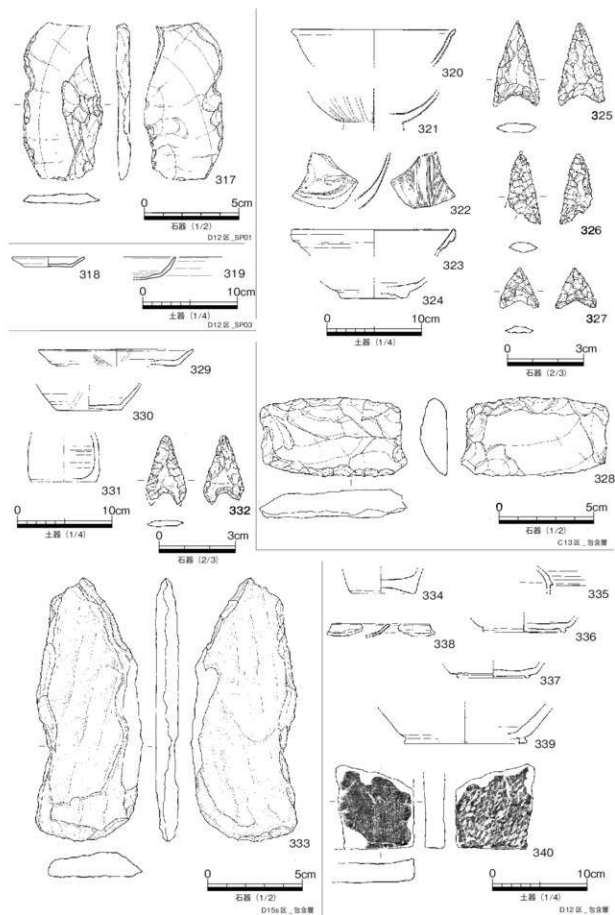 317
0 5cm
石器 (1/2)
D12区_SP01
318
319
0 10cm
土器 (1/4)
D12区_SP03
320
321
322
323
324
0 10cm
土器 (1/4)
325
326
327
0 3cm
石器 (2/3)
328
0 5cm
石器 (1/2)
C13区_包含層
329
330
331
0 10cm
土器 (1/4)
332
0 3cm
石器 (2/3)
333
0 5cm
石器 (1/2)
D15s区_包含層
334
335
336
337
338
339
340
0 10cm
土器 (1/4)
D12区_包含層